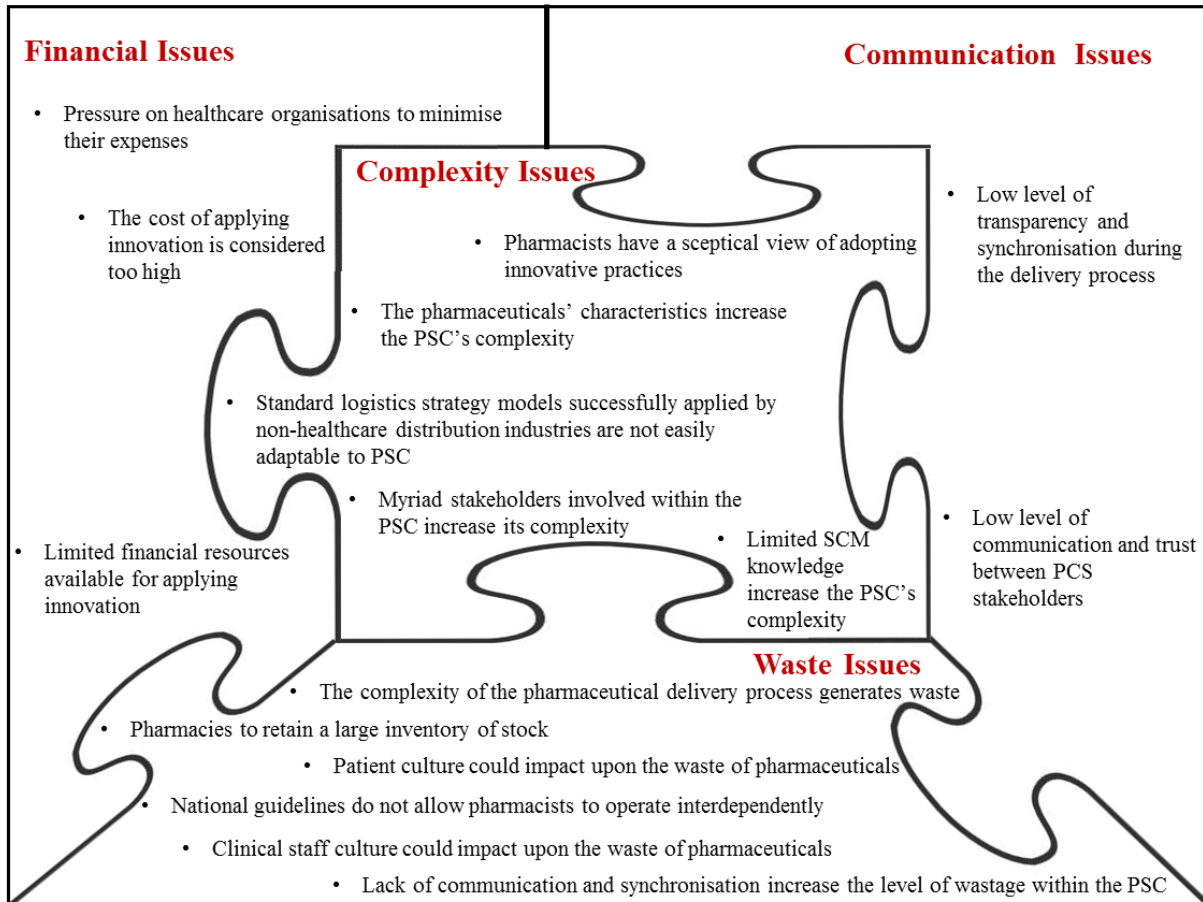 Financial Issues
• Pressure on healthcare organisations to minimise
their expenses
• The cost of applying
innovation is considered
too high
• Limited financial resources
available for applying
innovation
Communication Issues
• Low level of
transparency and
synchronisation during
the delivery process
• Low level of
communication and trust
between PCS
stakeholders
Complexity Issues
• Pharmacists have a sceptical view of adopting
innovative practices
• The pharmaceuticals’ characteristics increase
the PSC’s complexity
• Standard logistics strategy models successfully applied by
non-healthcare distribution industries are not easily
adaptable to PSC
• Myriad stakeholders involved within the
PSC increase its complexity
• Limited SCM
knowledge
increase the PSC’s
complexity
Waste Issues
• The complexity of the pharmaceutical delivery process generates waste
• Pharmacies to retain a large inventory of stock
• Patient culture could impact upon the waste of pharmaceuticals
• National guidelines do not allow pharmacists to operate interdependently
• Clinical staff culture could impact upon the waste of pharmaceuticals
• Lack of communication and synchronisation increase the level of wastage within the PSC